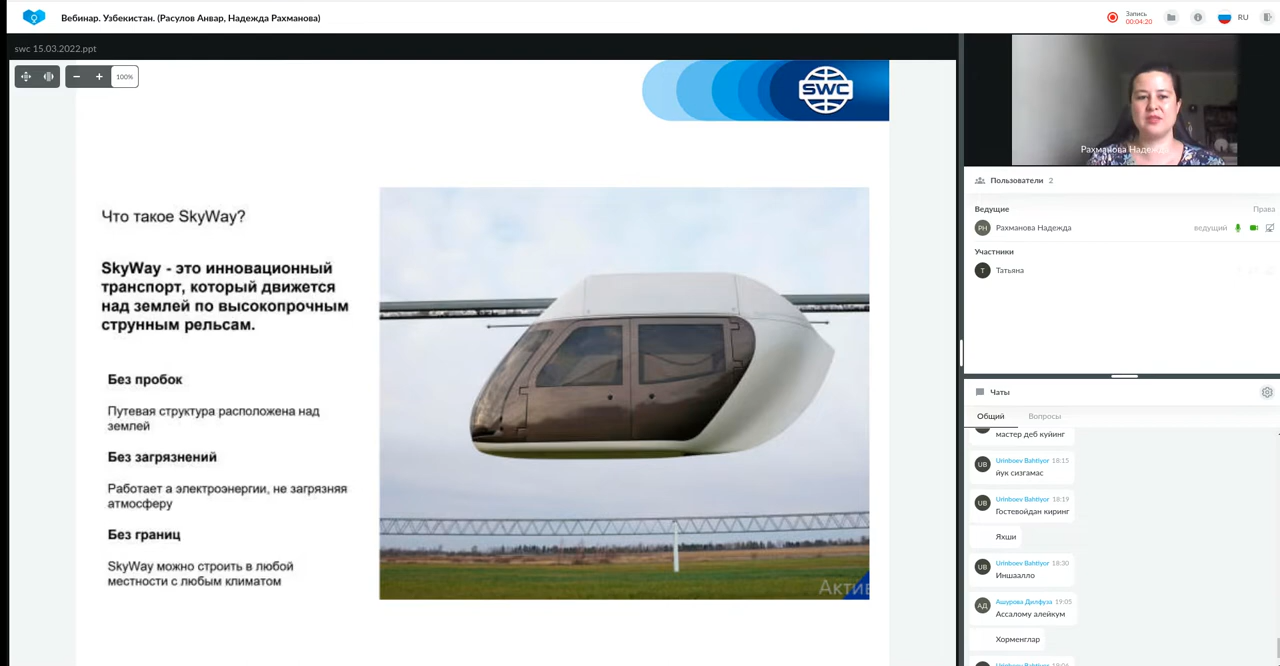 Вебинар. Узбекистан. (Расулов Анвар, Надежда Рахманова)
Запись
00:04:20
RU
swc 15.03.2022.ppt
100%
SWC
Что такое SkyWay?
SkyWay - это инновационный
транспорт, который движется
над землей по высокопрочным
струнным рельсам.
Без пробок
Путевая структура расположена над
землей
Без загрязнений
Работает а электроэнергии, не загрязняя
атмосферу
Без границ
SkyWay можно строить в любой
местности с любым климатом
Актив
Рахманова Надежда
Пользователи 2
Ведущие Права
РН Рахманова Надежда ведущий
Участники
Т Татьяна
Чаты
Общий Вопросы
мастер деб куйинг
UB Urinboev Bahtiyor 18:15
йук сизгамас
UB Urinboev Bahtiyor 18:19
Гостевойдан киринг
Яхши
UB Urinboev Bahtiyor 18:30
Иншаалло
АД Ашурова Дилфуза 19:05
Ассалому алейкум
Хорменглар
Urinboev Bahtiyor